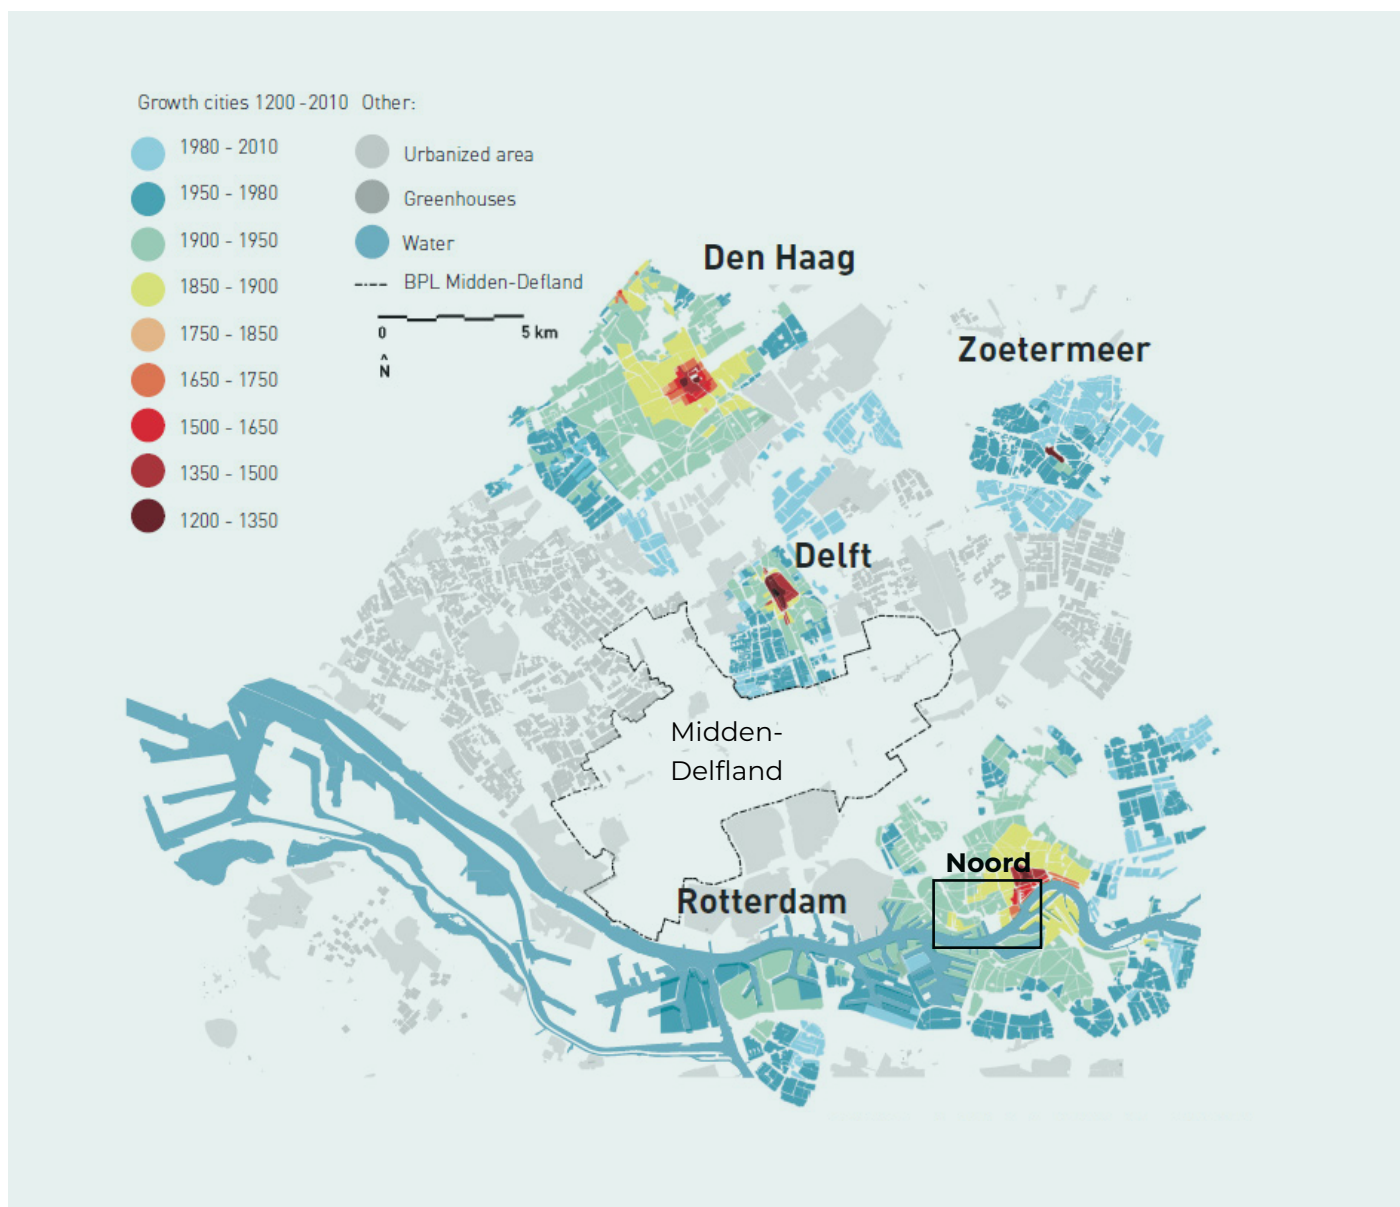 Growth cities 1200 - 2010 Other:
1980 - 2010
1950 - 1980
1900 - 1950
1850 - 1900
1750 - 1850
1650 - 1750
1500 - 1650
1350 - 1500
1200 - 1350
Urbanized area
Greenhouses
Water
BPL Midden-Defland
0 5 km
N
Den Haag
Zoetermeer
Delft
Midden-
Delfland
Noord
Rotterdam